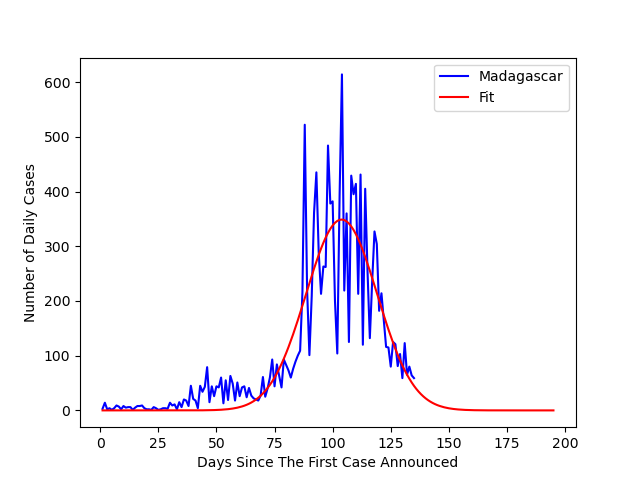 Madagascar
Fit
Number of Daily Cases
600
500
400
300
200
100
0
0 25 50 75 100 125 150 175 200
Days Since The First Case Announced